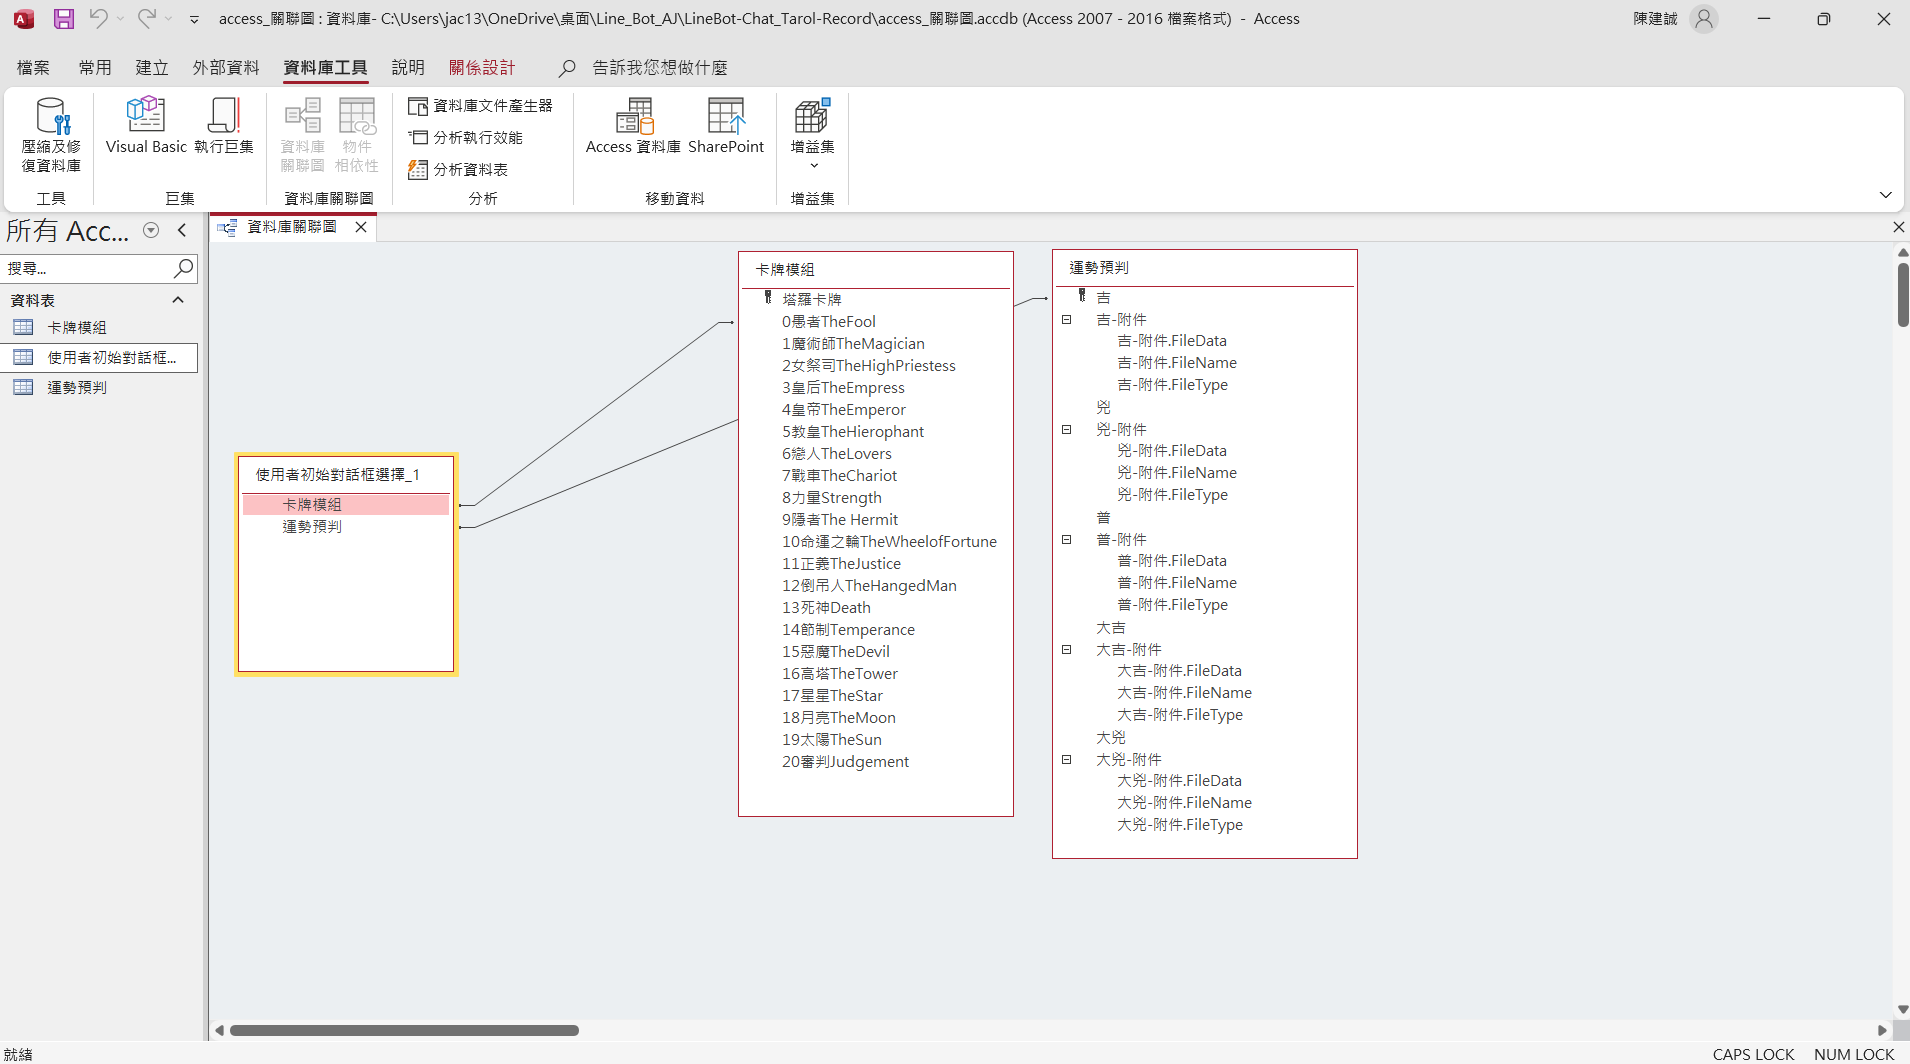 access_關聯圖 : 資料庫- C:\Users\jac13\OneDrive\桌面\Line_Bot_AJ\LineBot-Chat_Tarol-Record\access_關聯圖.accdb (Access 2007 - 2016 檔案格式) - Access
陳建誠
檔案 常用 建立 外部資料 資料庫工具 說明 關係設計 告訴我您想做什麼
壓縮及修
復資料庫
工具
Visual Basic 執行巨集
巨集
資料庫
關聯圖
物件
相依性
資料庫關聯圖
資料庫文件產生器
分析執行效能
分析資料表
分析
Access 資料庫 SharePoint
移動資料
增益集
增益集
所有 Acc...
搜尋...
資料表
卡牌模組
使用者初始對話框...
運勢預判
資料庫關聯圖
使用者初始對話框選擇_1
卡牌模組
運勢預判
卡牌模組
塔羅卡牌
0愚者TheFool
1魔術師TheMagician
2女祭司TheHighPriestess
3皇后TheEmpress
4皇帝TheEmperor
5教皇TheHierophant
6戀人TheLovers
7戰車TheChariot
8力量Strength
9隱者The Hermit
10命運之輪TheWheelofFortune
11正義TheJustice
12倒吊人TheHangedMan
13死神Death
14節制Temperance
15惡魔TheDevil
16高塔TheTower
17星星TheStar
18月亮TheMoon
19太陽TheSun
20審判Judgement
運勢預判
吉
吉-附件
吉-附件.FileData
吉-附件.FileName
吉-附件.FileType
兇
兇-附件
兇-附件.FileData
兇-附件.FileName
兇-附件.FileType
普
普-附件
普-附件.FileData
普-附件.FileName
普-附件.FileType
大吉
大吉-附件
大吉-附件.FileData
大吉-附件.FileName
大吉-附件.FileType
大兇
大兇-附件
大兇-附件.FileData
大兇-附件.FileName
大兇-附件.FileType
就緒
CAPS LOCK NUM LOCK